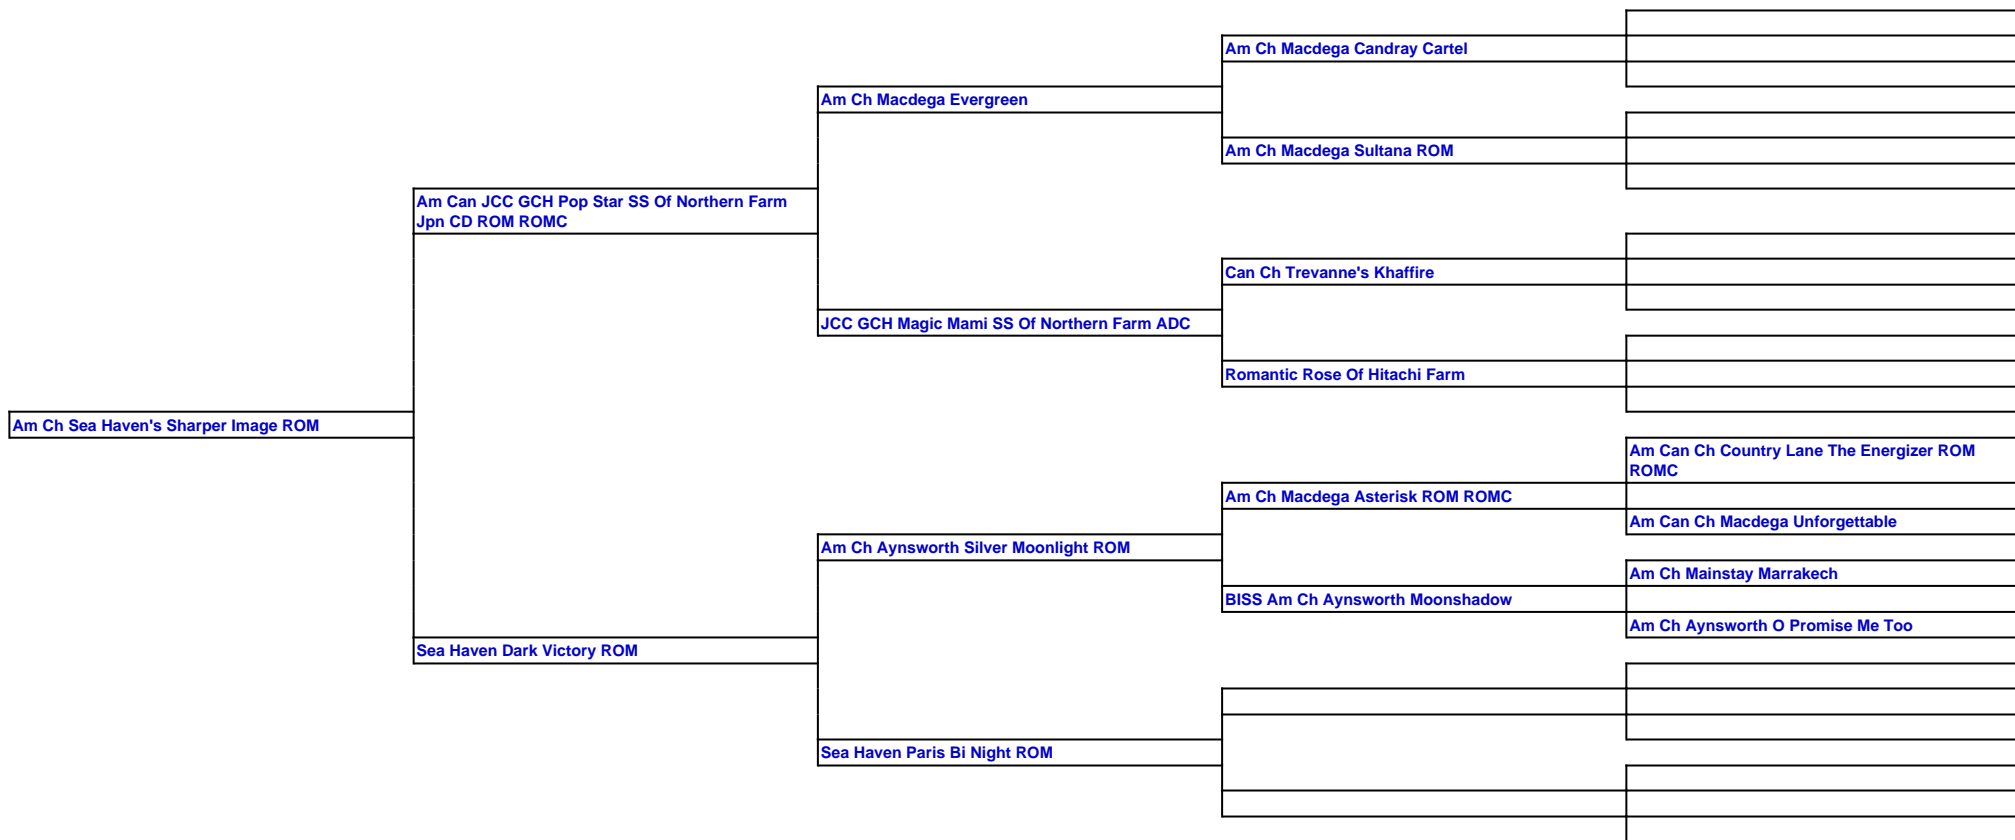 Am Ch Macdega Candray Cartel
Am Ch Macdega Evergreen
Am Ch Macdega Sultana ROM
Am Can JCC GCH Pop Star SS Of Northern Farm
Jpn CD ROM ROMC
Can Ch Trevanne's Khaffire
JCC GCH Magic Mami SS Of Northern Farm ADC
Romantic Rose Of Hitachi Farm
Am Ch Sea Haven's Sharper Image ROM
Am Can Ch Country Lane The Energizer ROM
ROMC
Am Ch Macdega Asterisk ROM ROMC
Am Can Ch Macdega Unforgettable
Am Ch Aynsworth Silver Moonlight ROM
Am Ch Mainstay Marrakech
BISS Am Ch Aynsworth Moonshadow
Am Ch Aynsworth O Promise Me Too
Sea Haven Dark Victory ROM
Sea Haven Paris Bi Night ROM